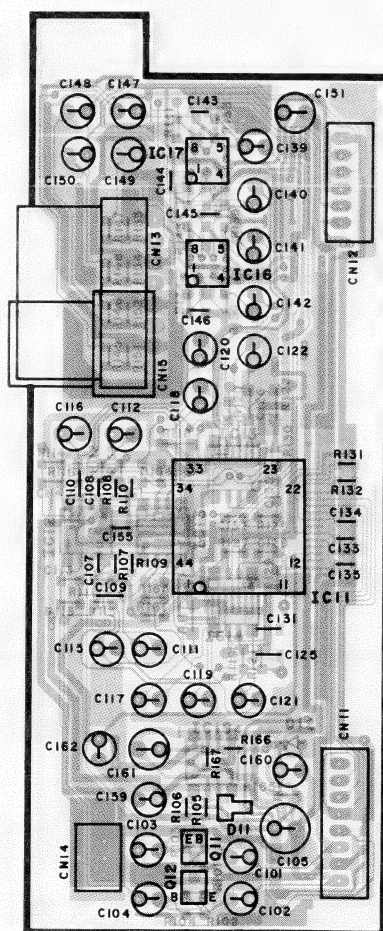 C148 C147 C143 C151
IC17 8 5 C139
C150 C149 C144 1 4
C140
C145
CN13 8 5 C141 CN12
1 4 IC16
C146 C142
CN15 C120 C122
C118
C116 C112
R130
33 23 R131
C110 C108 R108 R110 34 22 R132
C134
C155
C133
C107 R107 R109 44 12
C109 1 11 C135
IC11
C131
C115 C111
C125
C119
C117 C121
CN11
R166
C162 C161 R167 C160
C159 R106 R105
D11
C103 E B Q11 C105
CN14 C101
Q12
B E
C104 C102